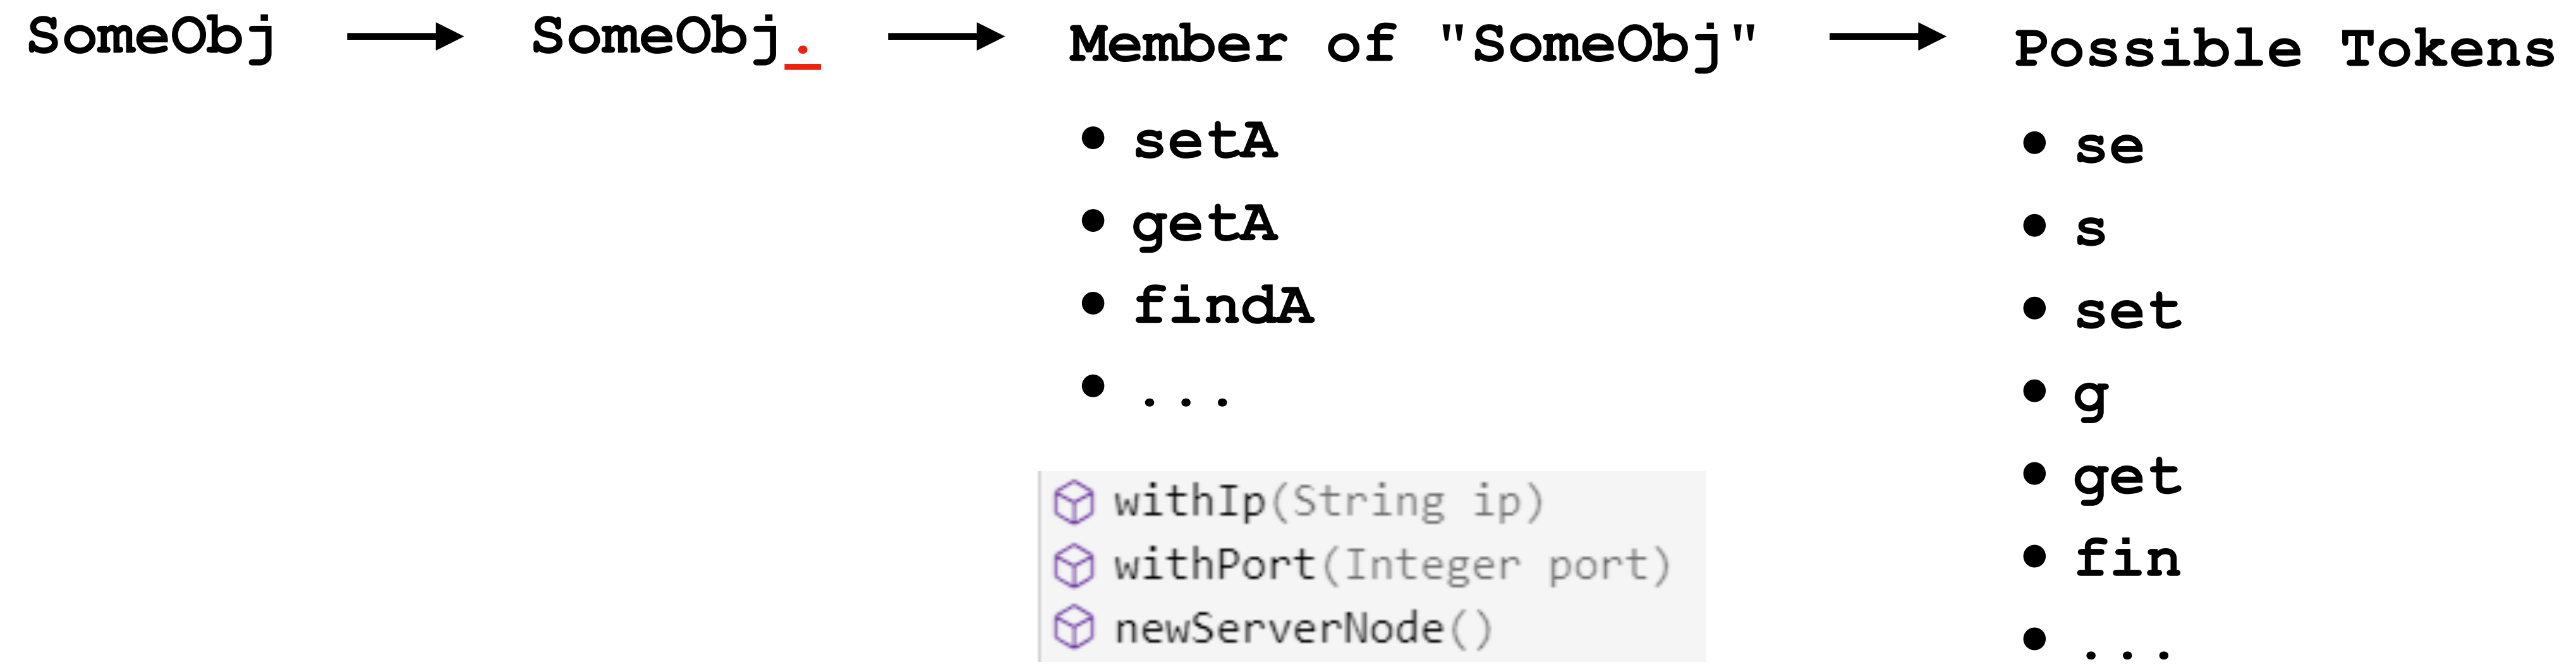 SomeObj
SomeObj.
Member of "SomeObj"
• setA
• getA
• findA
• ...
withIp(String ip)
withPort(Integer port)
newServerNode()
Possible Tokens
• se
• s
• set
• g
• get
• fin
• ...